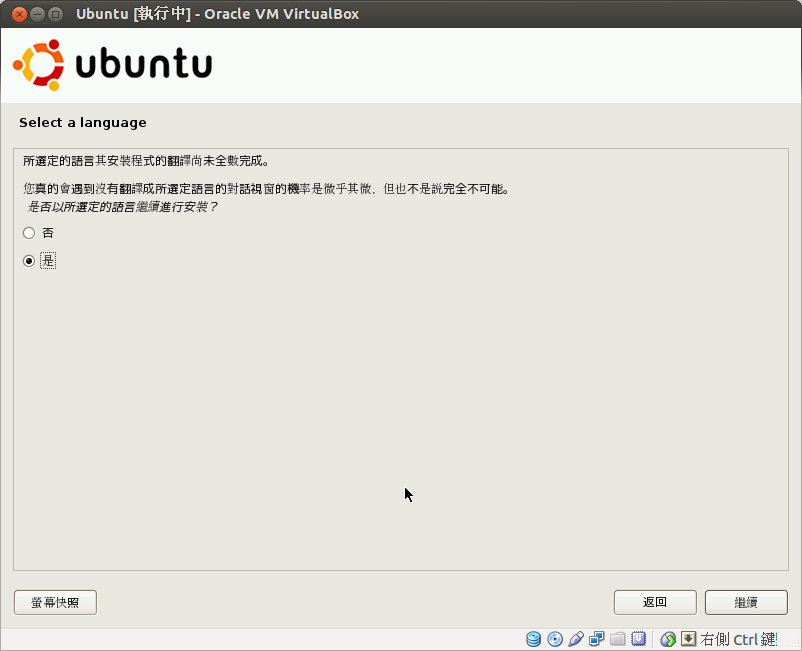 Ubuntu [執行中] - Oracle VM VirtualBox
ubuntu
Select a language
所選定的語言其安裝程式的翻譯尚未全數完成。
您真的會遇到沒有翻譯成所選定語言的對話視窗的機率是微乎其微，但也不是說完全不可能。
是否以所選定的語言繼續進行安裝？
否
是
螢幕快照
返回
繼續
右側 Ctrl 鍵